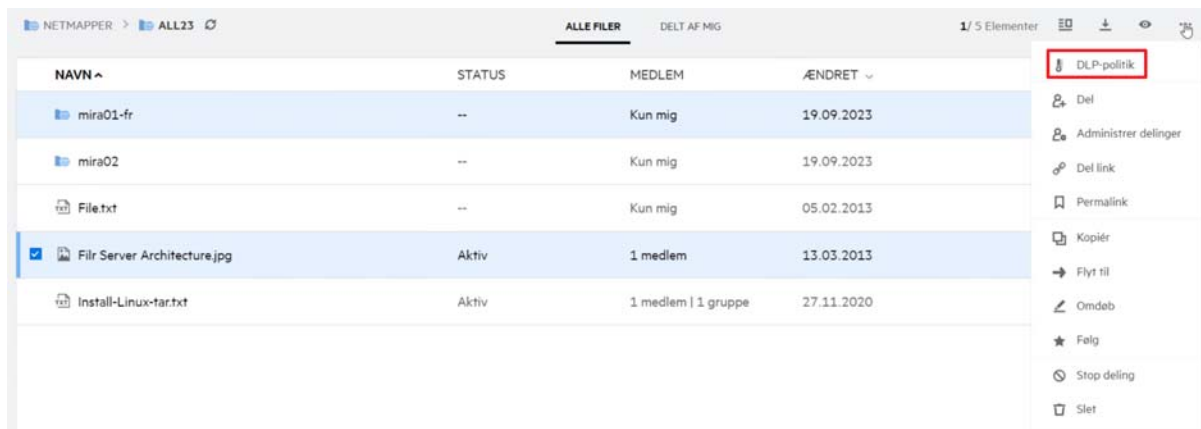 NETMAPPER > ALL23 ALLE FILER DELT AF MIG 1/ 5 Elementer
NAVN STATUS MEDLEM ÆNDRET
mira01-fr -- Kun mig 19.09.2023
mira02 -- Kun mig 19.09.2023
TXT File.txt -- Kun mig 05.02.2013
Filr Server Architecture.jpg Aktiv 1 medlem 13.03.2013
TXT Install-Linux-tar.txt Aktiv 1 medlem | 1 gruppe 27.11.2020
DLP-politik
Del
Administrer delinger
Del link
Permalink
Kopiér
Flyt til
Omdøb
Følg
Stop deling
Slet